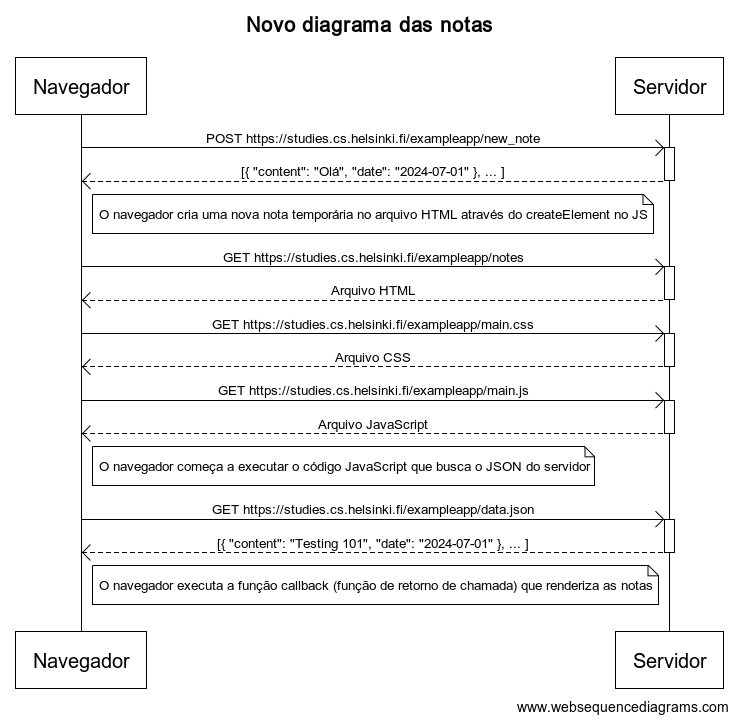 Novo diagrama das notas
Navegador
Servidor
POST https://studies.cs.helsinki.fi/exampleapp/new_note
[{ "content": "Olá", "date": "2024-07-01" }, ... ]
O navegador cria uma nova nota temporária no arquivo HTML através do createElement no JS
GET https://studies.cs.helsinki.fi/exampleapp/notes
Arquivo HTML
GET https://studies.cs.helsinki.fi/exampleapp/main.css
Arquivo CSS
GET https://studies.cs.helsinki.fi/exampleapp/main.js
Arquivo JavaScript
O navegador começa a executar o código JavaScript que busca o JSON do servidor
GET https://studies.cs.helsinki.fi/exampleapp/data.json
[{ "content": "Testing 101", "date": "2024-07-01" }, ... ]
O navegador executa a função callback (função de retorno de chamada) que renderiza as notas
Navegador
Servidor
www.websequencediagrams.com